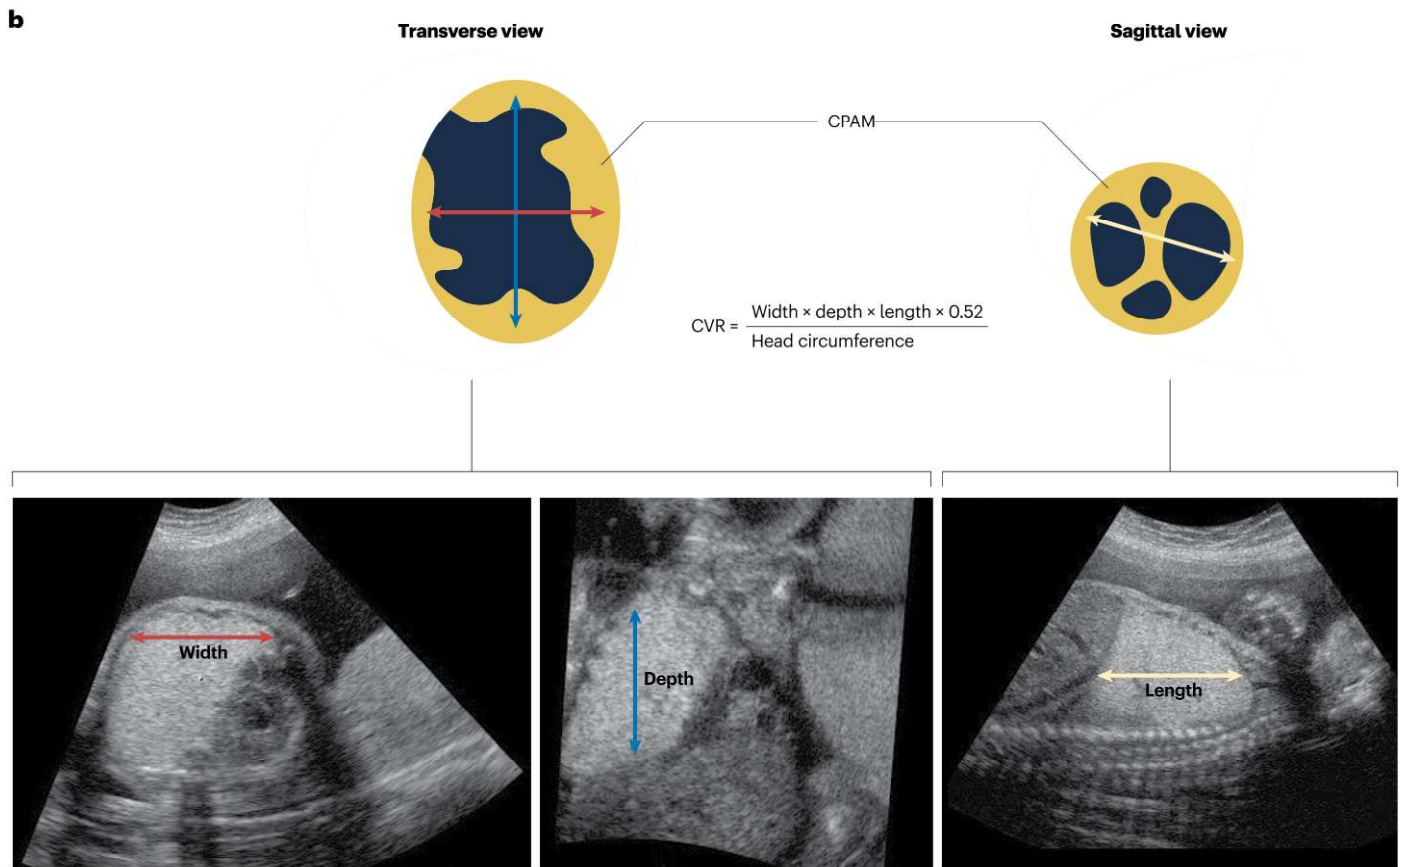 b
Transverse view
Sagittal view
CPAM
CVR = Width × depth × length × 0.52
Head circumference
Width
Depth
Length